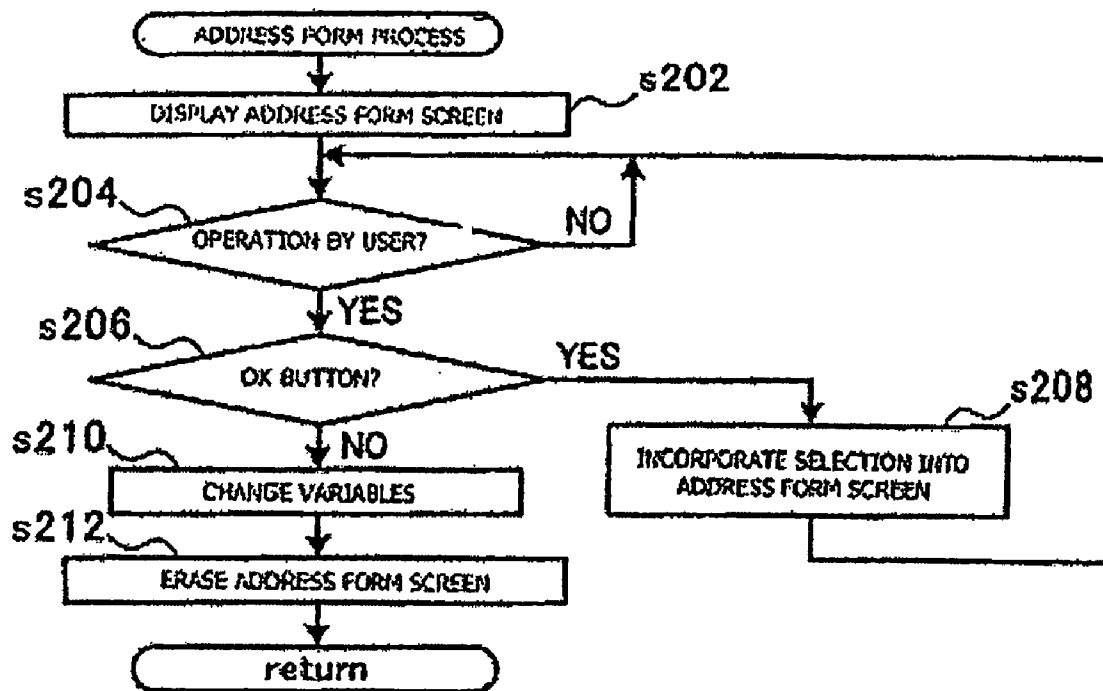 ADDRESS FORM PROCESS
s202
DISPLAY ADDRESS FORM SCREEN
s204
OPERATION BY USER?
NO
YES
s206
OK BUTTON?
YES
s208
NO
INCORPORATE SELECTION INTO
ADDRESS FORM SCREEN
s210
CHANGE VARIABLES
s212
ERASE ADDRESS FORM SCREEN
return